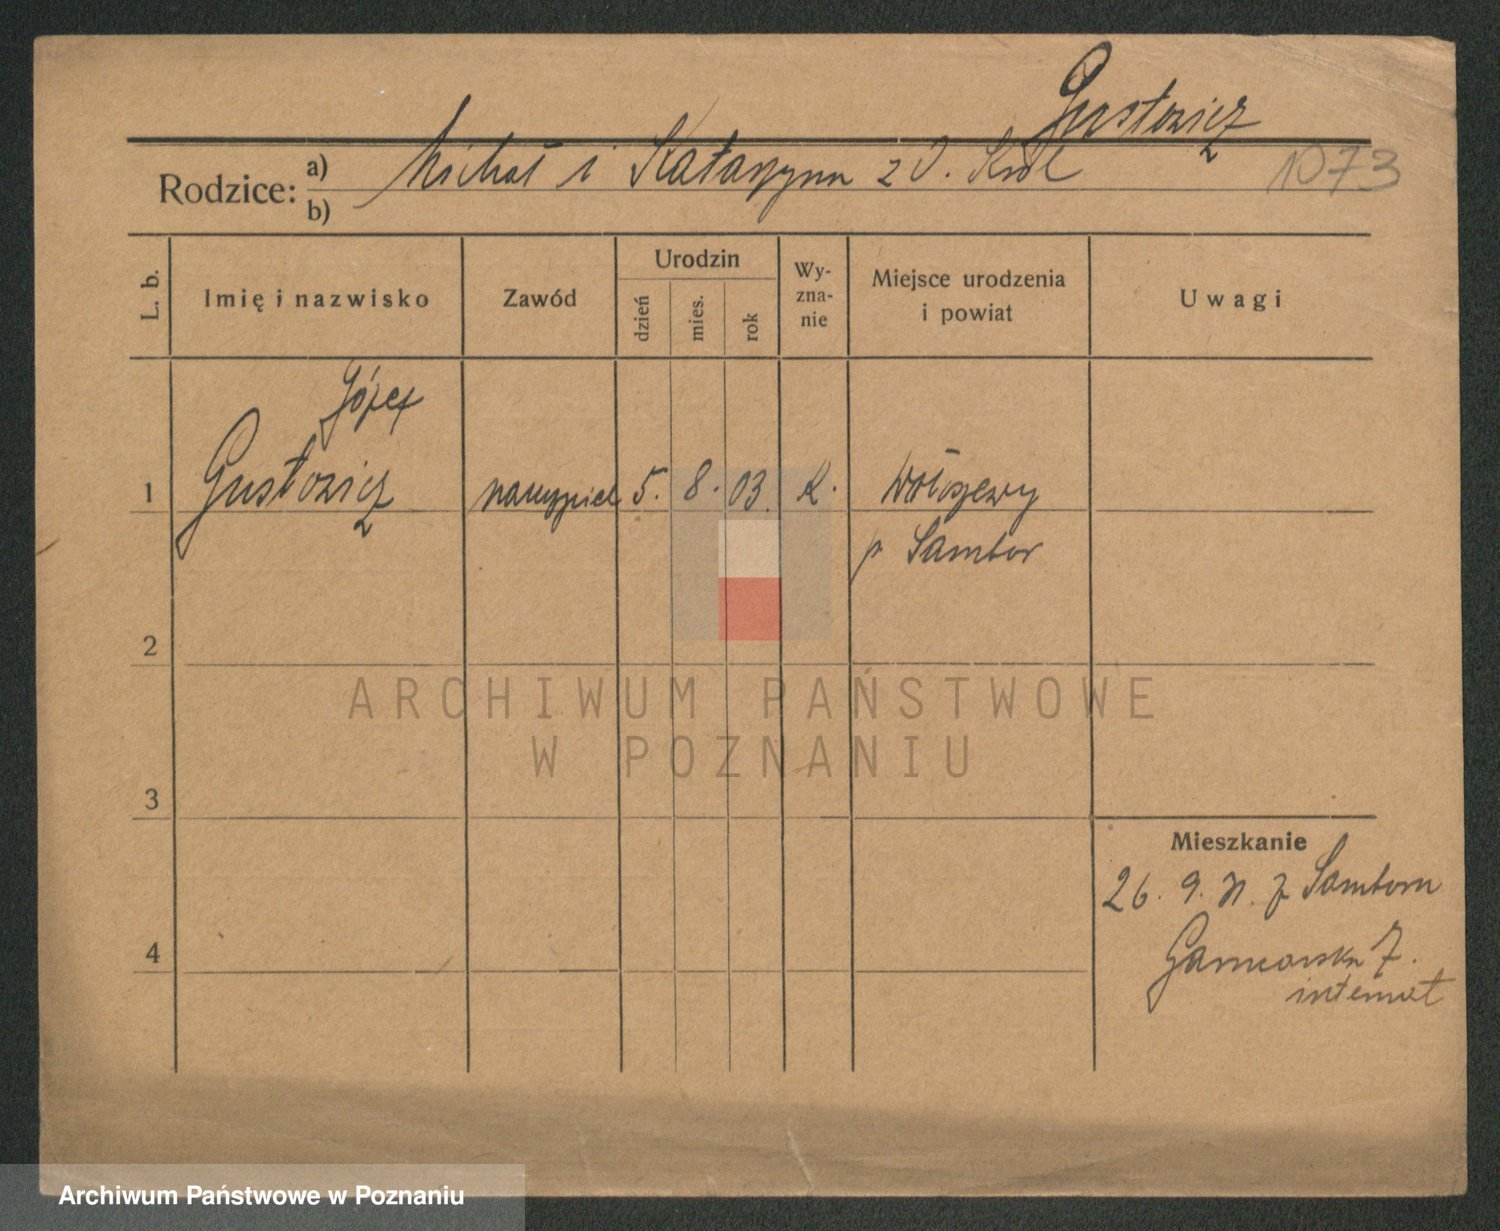 Gustowicz
Rodzice: a) Michał i Katarzyna z d. Król
b)
1073
L. b.
Imię i nazwisko
Zawód
Urodzin
dzień
mies.
rok
Wy-
zna-
nie
Miejsce urodzenia
i powiat
Uwagi
Józef
1 Gustowicz nauczyciel 5. 8. 03. K.
p Sambor
2
3
4
ARCHIWUM PAŃSTWOWE
W POZNANIU
Mieszkanie
26. 9. z Sambora
7.
internat
Archiwum Państwowe w Poznaniu